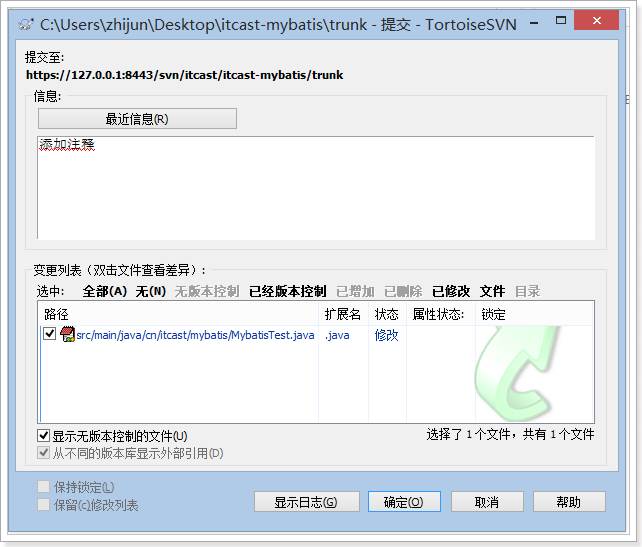 C:\Users\zhijun\Desktop\itcast-mybatis\trunk - 提交 - TortoiseSVN
提交至:
https://127.0.0.1:8443/svn/itcast/itcast-mybatis/trunk
信息:
最近信息(R)
添加注释
变更列表（双击文件查看差异）:
选中: 全部(A) 无(N) 无版本控制 已经版本控制 已增加 已删除 已修改 文件 目录
路径 扩展名 状态 属性状态: 锁定
src/main/java/cn/itcast/mybatis/MybatisTest.java .java 修改
显示无版本控制的文件(U) 选择了 1 个文件，共有 1 个文件
从不同的版本库显示外部引用(D)
保持锁定(L)
保留(c)修改列表
显示日志(G) 确定(O) 取消 帮助